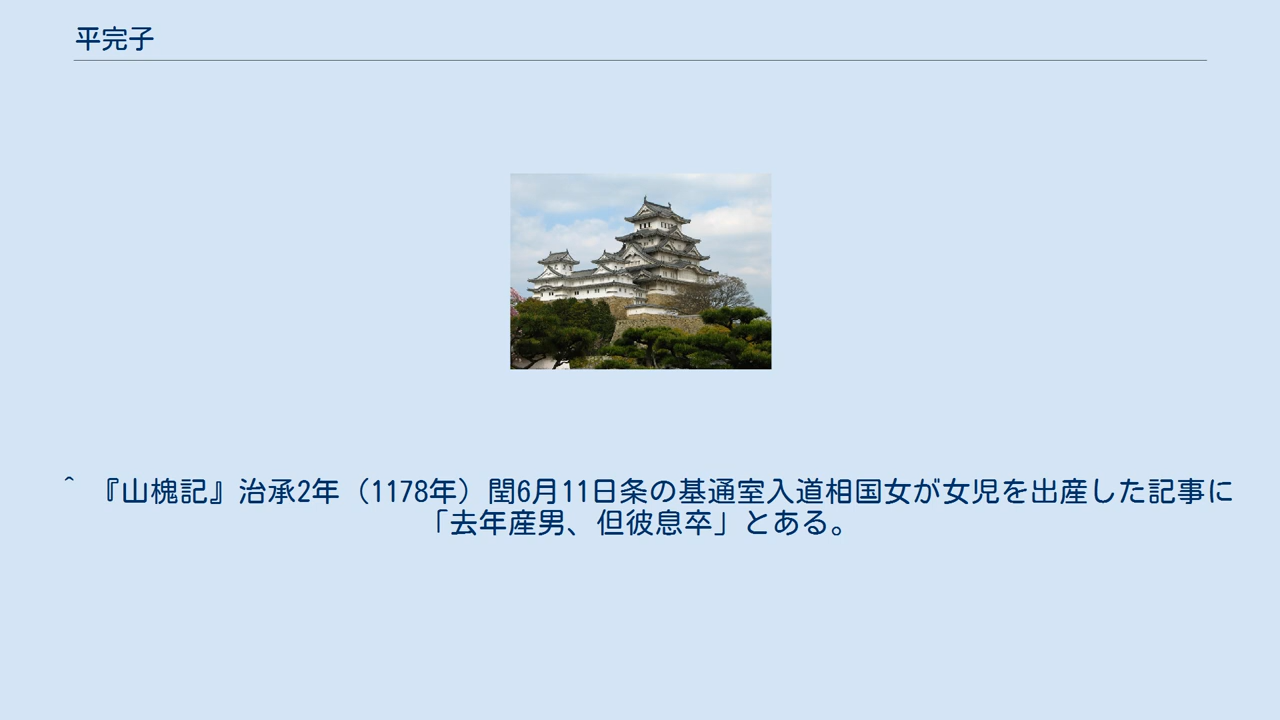 平完子
^ 『山槐記』治承2年（1178年）閏6月11日条の基通室入道相国女が女児を出産した記事に
「去年産男、但彼息卒」とある。